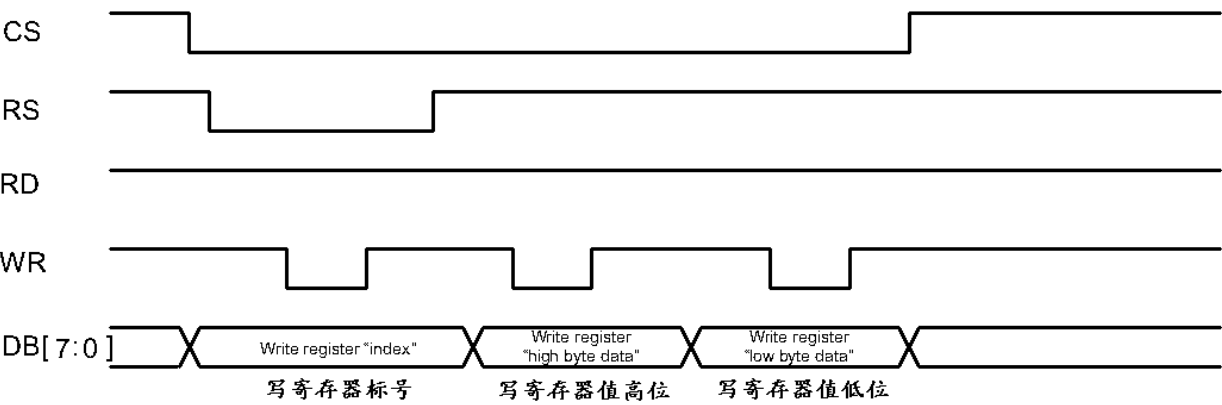 CS
RS
RD
WR
DB[7:0]
Write register “index”
Write register
“high byte data”
Write register
“low byte data”
写寄存器标号
写寄存器值高位
写寄存器值低位